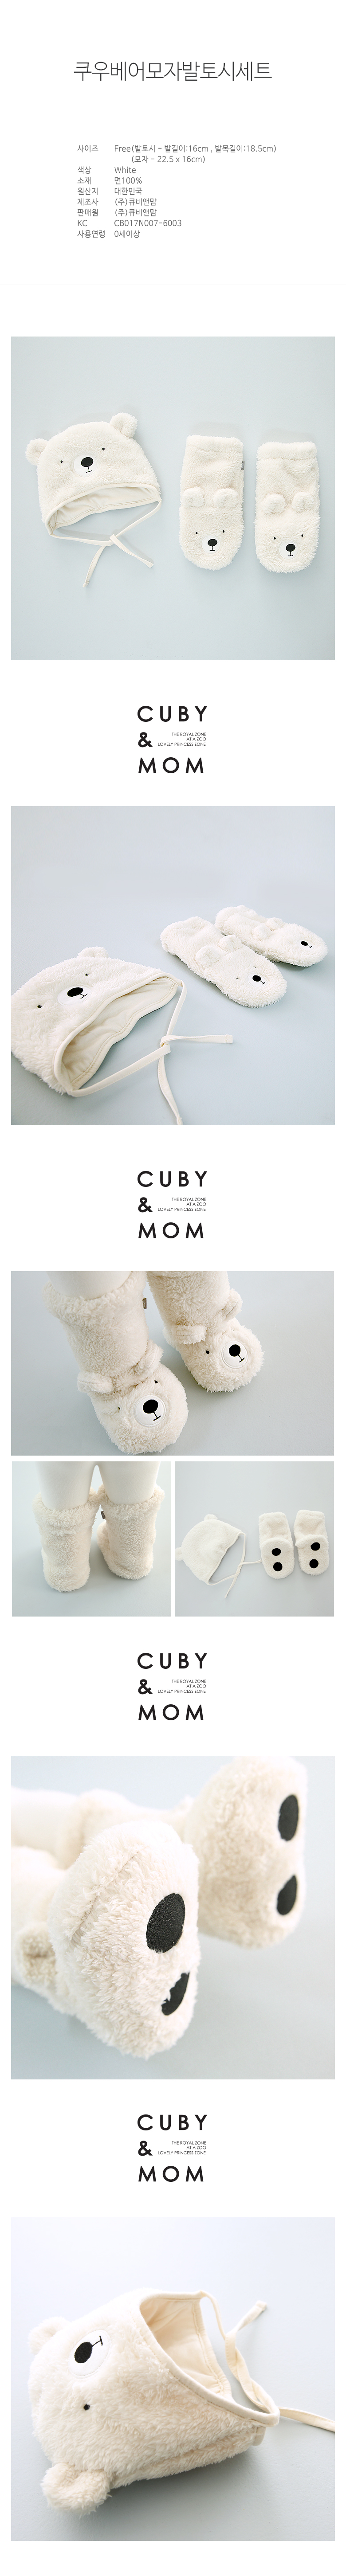 쿠우베어모자발토시세트
사이즈 Free(발토시 - 발길이:16cm , 발목길이:18.5cm)
(모자 - 22.5 x 16cm)
색상 White
소재 면100%
원산지 대한민국
제조사 (주)큐비앤맘
판매원 (주)큐비앤맘
KC CB017N007-6003
사용연령 0세이상
CUBY
& THE ROYAL ZONE
AT A ZOO
LOVELY PRINCESS ZONE
MOM
CUBY
& THE ROYAL ZONE
AT A ZOO
LOVELY PRINCESS ZONE
MOM
CUBY
& THE ROYAL ZONE
AT A ZOO
LOVELY PRINCESS ZONE
MOM
CUBY
& THE ROYAL ZONE
AT A ZOO
LOVELY PRINCESS ZONE
MOM